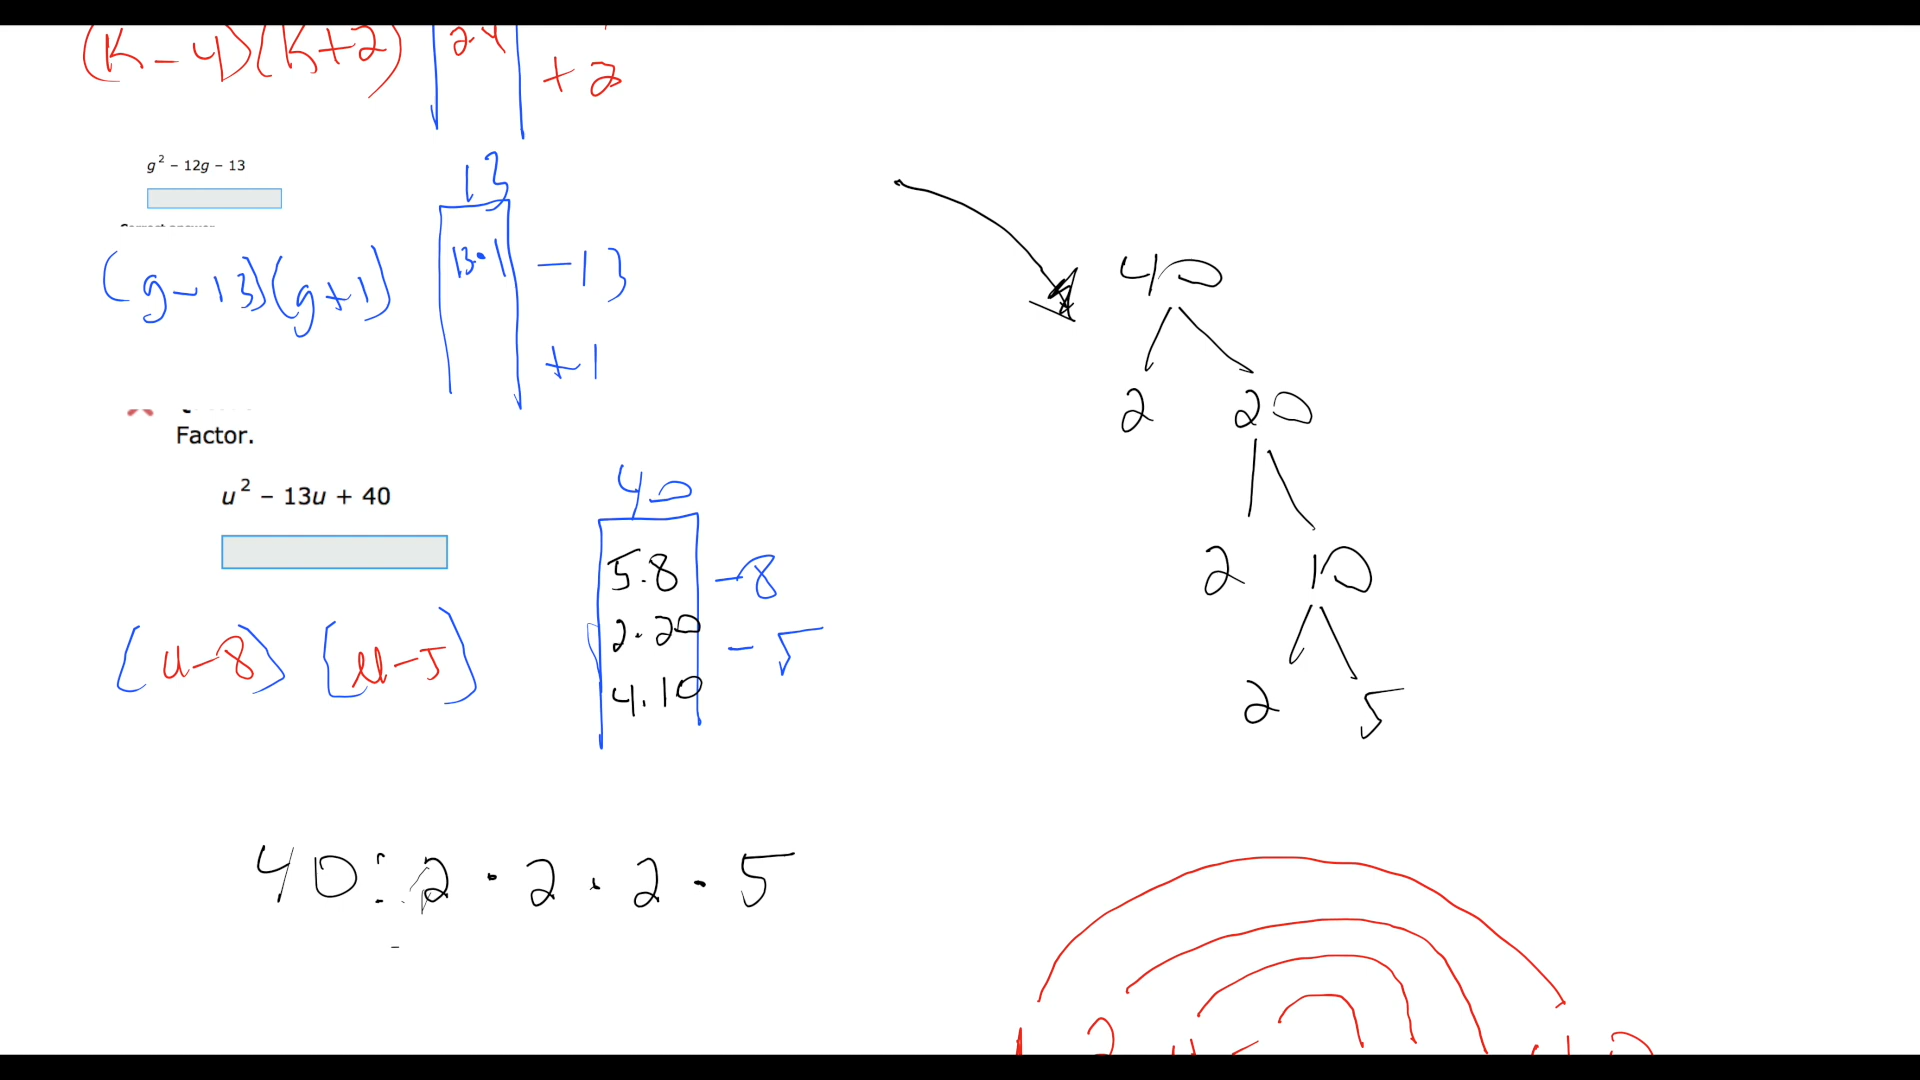 (k-4)(k+2) 2.4
+2
g² – 12g – 13
13
13•1 -13
(g-13)(g+1)
+1
Factor.
u² – 13u + 40
40
5.8 -8
2.20 -5
4.10
(u-8) (u-5)
40: 2 • 2 • 2 • 5
40
2 20
2 10
2 5